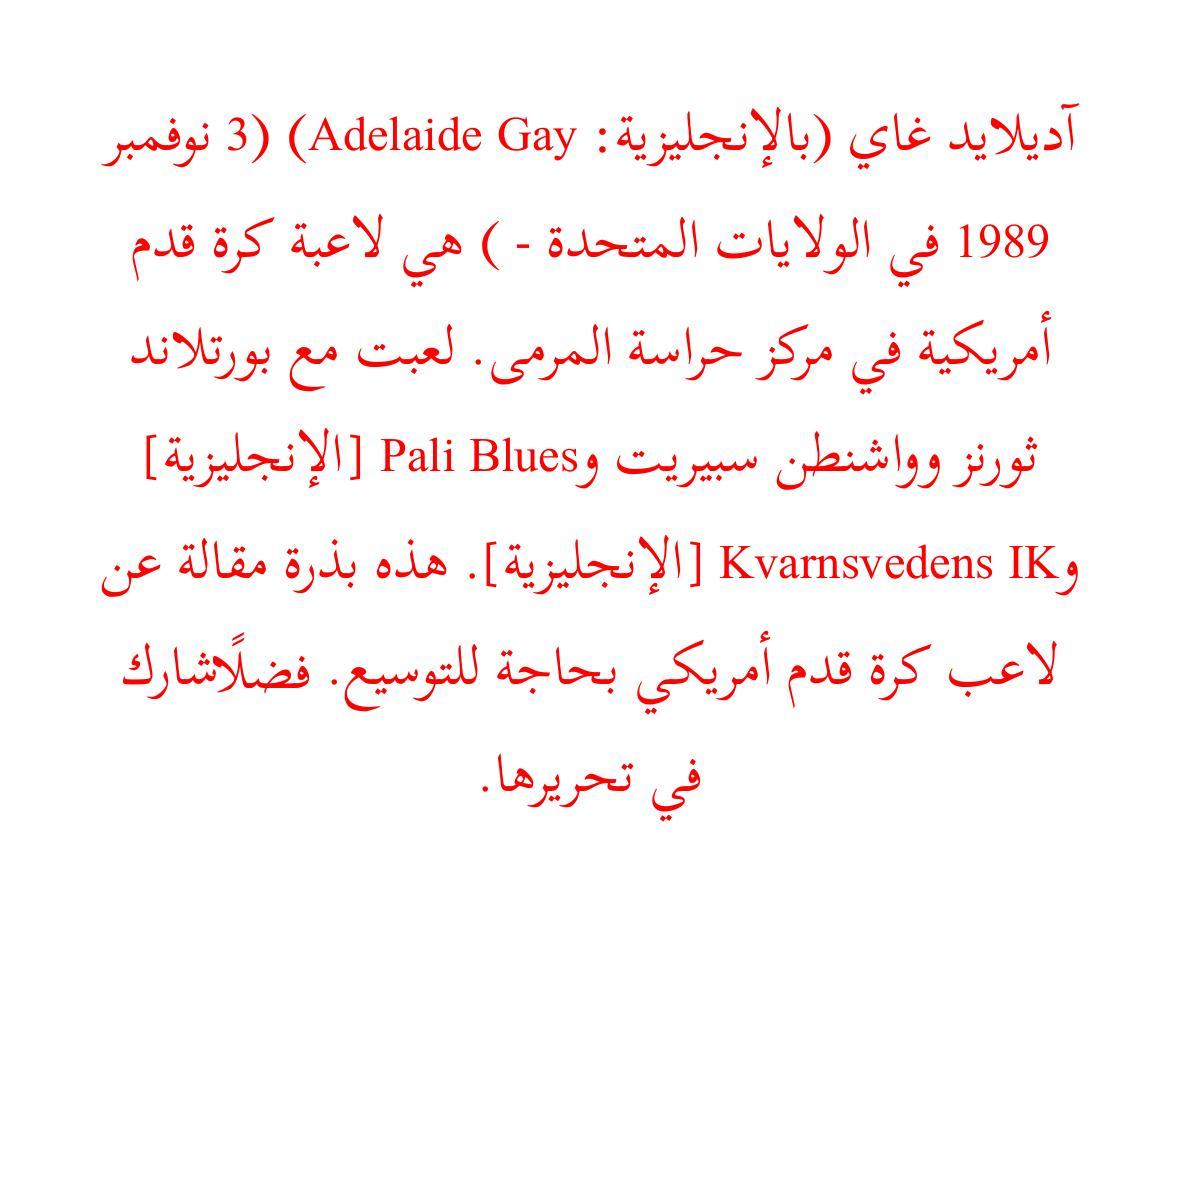 آديلايد غاي (بالإنجليزية: Adelaide Gay) (3 نوفمبر
1989 في الولايات المتحدة - ) هي لاعبة كرة قدم
أمريكية في مركز حراسة المرمى. لعبت مع بورتلاند
ثورنز وواشنطن سبيريت وPali Blues [الإنجليزية]
وKvarnsvedens IK [الإنجليزية]. هذه بذرة مقالة عن
لاعب كرة قدم أمريكي بحاجة للتوسيع. فضلًاشارك
في تحريرها.